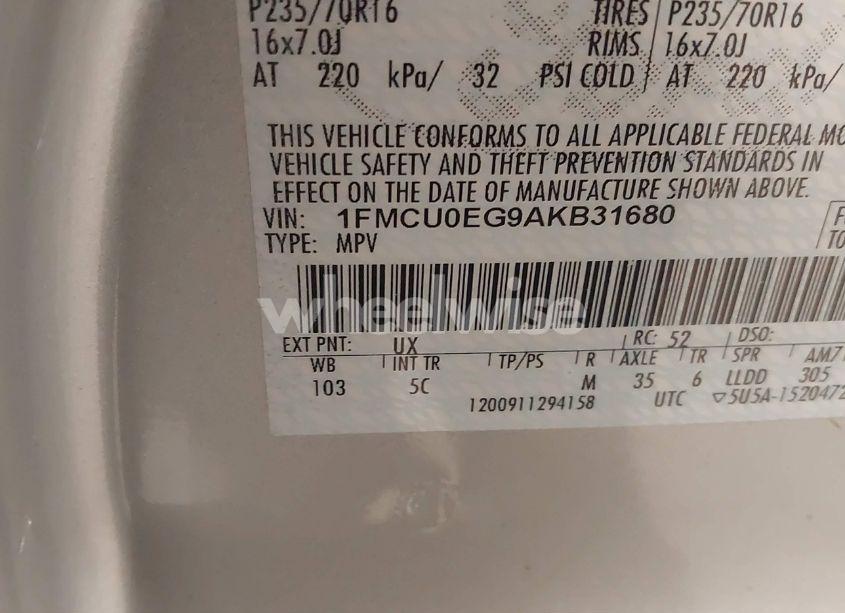 P235/70R16 TIRES P235/70R16
16x7.0J RIMS 16x7.0J
AT 220 kPa/ 32 PSI COLD AT 220 kPa/
THIS VEHICLE CONFORMS TO ALL APPLICABLE FEDERAL MO
VEHICLE SAFETY AND THEFT PREVENTION STANDARDS IN
EFFECT ON THE DATE OF MANUFACTURE SHOWN ABOVE.
VIN: 1FMCU0EG9AKB31680
TYPE: MPV
wheelwise
EXT PNT: UX RC: 52 DSO:
WB INT TR TP/PS R AXLE TR SPR AM7
103 5C M 35 6 LLDD 305
1200911294158 UTC ▽5U5A-1520472